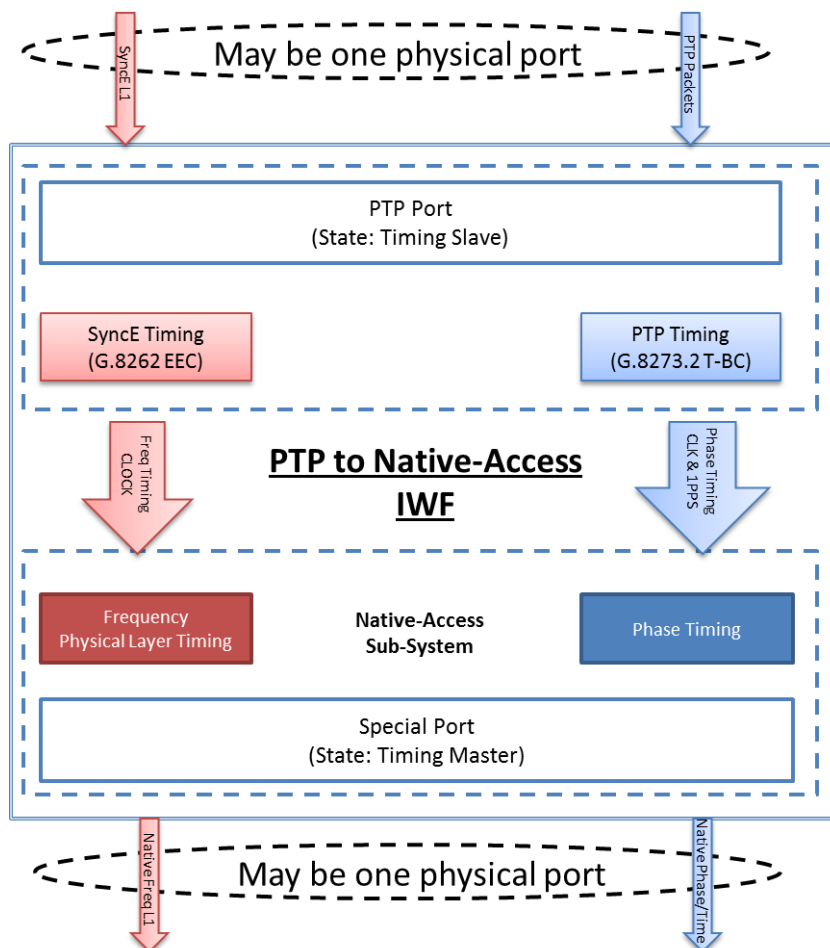 May be one physical port
SyncE L1
PTP Packets
PTP Port
(State: Timing Slave)
SyncE Timing
(G.8262 EEC)
PTP Timing
(G.8273.2 T-BC)
Freq Timing
CLOCK
PTP to Native-Access
IWF
Phase Timing
CLK & 1PPS
Frequency
Physical Layer Timing
Native-Access
Sub-System
Phase Timing
Special Port
(State: Timing Master)
Native Freq L1
May be one physical port
Native Phase/Time